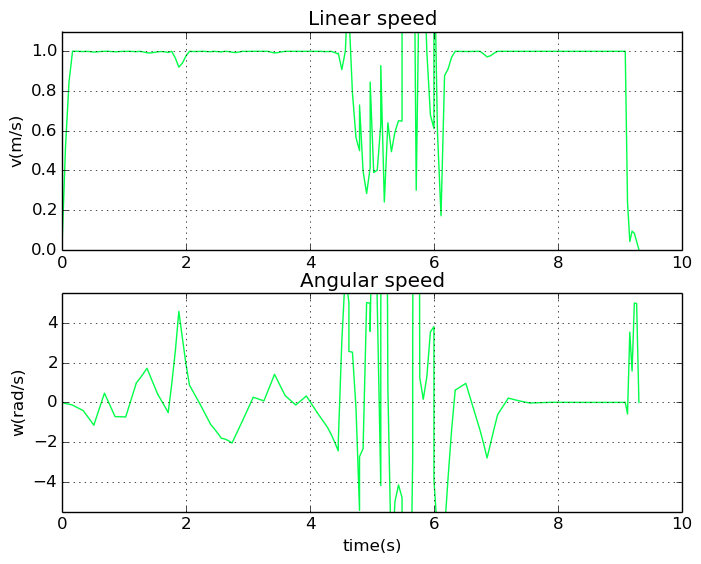 Linear speed
1.0
0.8
0.6
0.4
0.2
0.0
v(m/s)
0 2 4 6 8 10
Angular speed
4
2
0
−2
−4
w(rad/s)
0 2 4 6 8 10
time(s)